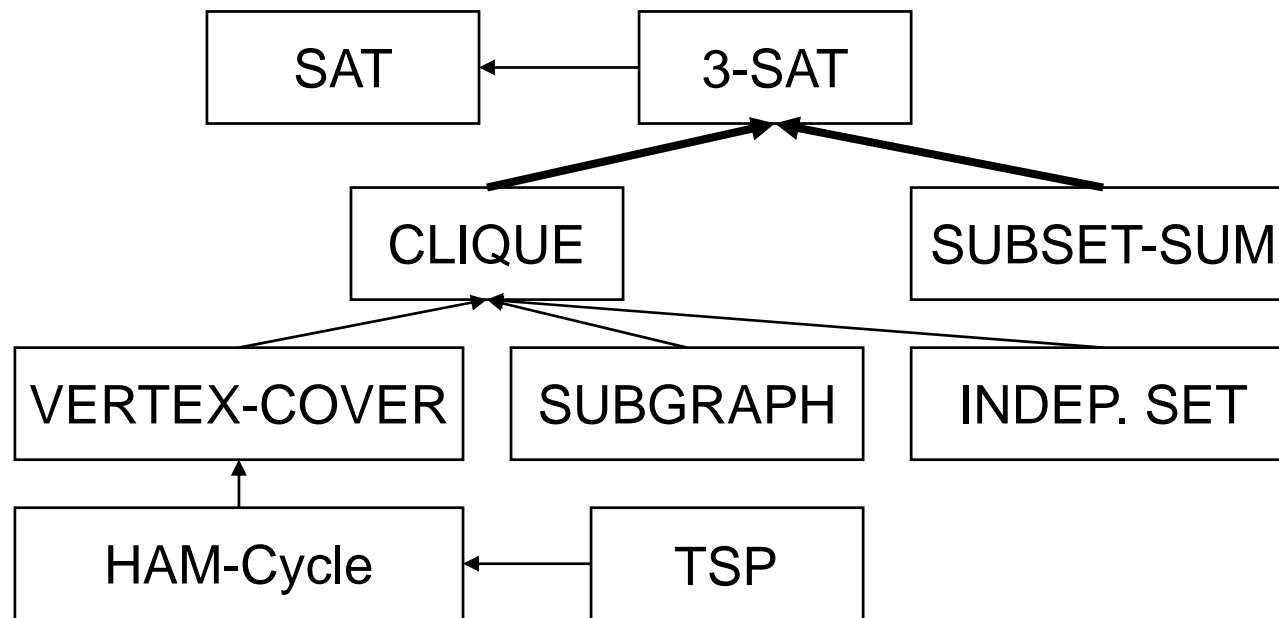 SAT
3-SAT
CLIQUE
SUBSET-SUM
VERTEX-COVER
SUBGRAPH
INDEP. SET
HAM-Cycle
TSP